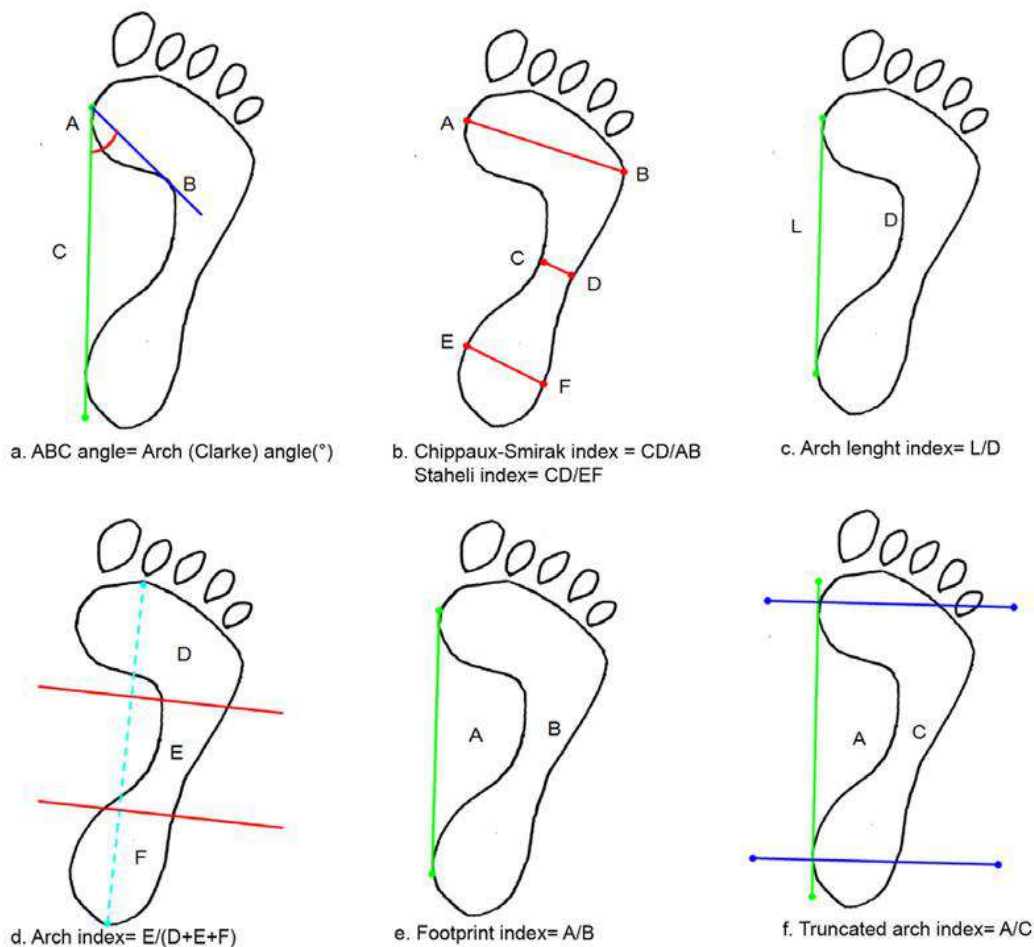 A
B
C
a. ABC angle= Arch (Clarke) angle(°)
A
B
C
D
E
F
b. Chippaux-Smirak index = CD/AB
Staheli index= CD/EF
L
D
c. Arch lenght index= L/D
D
E
F
d. Arch index= E/(D+E+F)
A
B
e. Footprint index= A/B
A
C
f. Truncated arch index= A/C